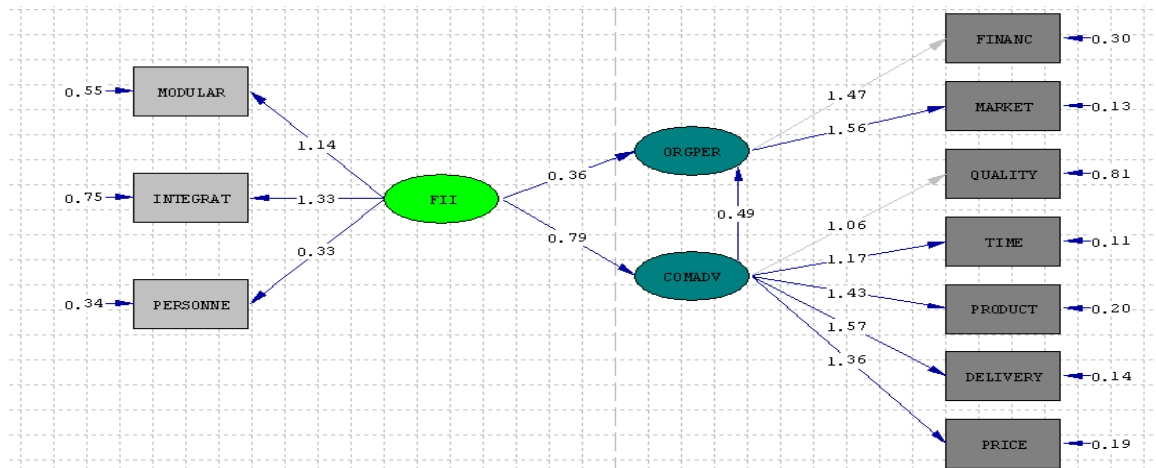 FINANC
0.30
0.55
MODULAR
1.47
MARKET
0.13
1.14
1.56
ORGPER
0.36
QUALITY
0.81
0.75
INTEGRAT
1.33
FII
0.49
1.06
0.33
0.79
1.17
TIME
0.11
0.34
PERSONNE
COMADV
1.43
PRODUCT
0.20
1.57
1.36
DELIVERY
0.14
PRICE
0.19